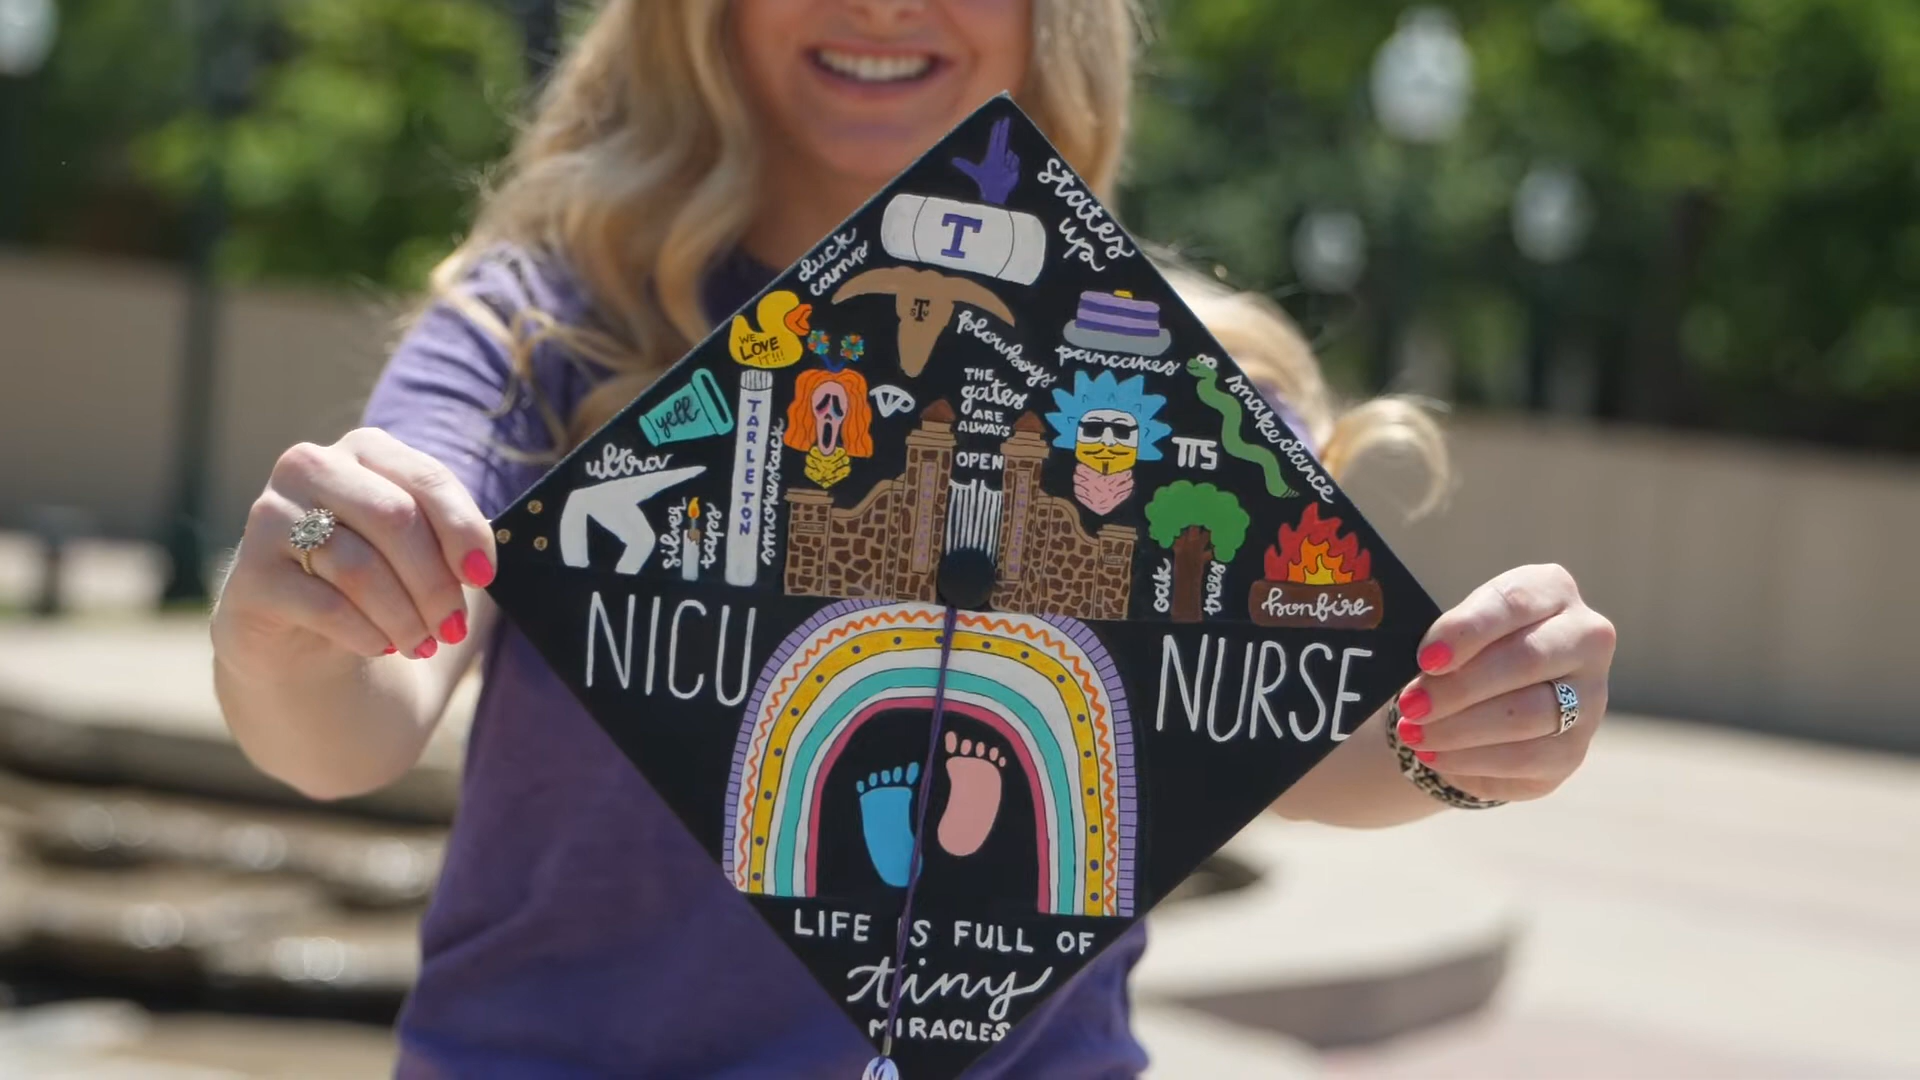 states
up
T
duck
camp
T
S U
plowboys
pancakes
WE
LOVE
IT!!!
THE
gates
ARE
ALWAYS
OPEN
snake dance
yell
TARLETON
smokestack
TTS
ultra
silver
taps
oak
trees
bonfire
NICU
NURSE
LIFE IS FULL OF
tiny
MIRACLES